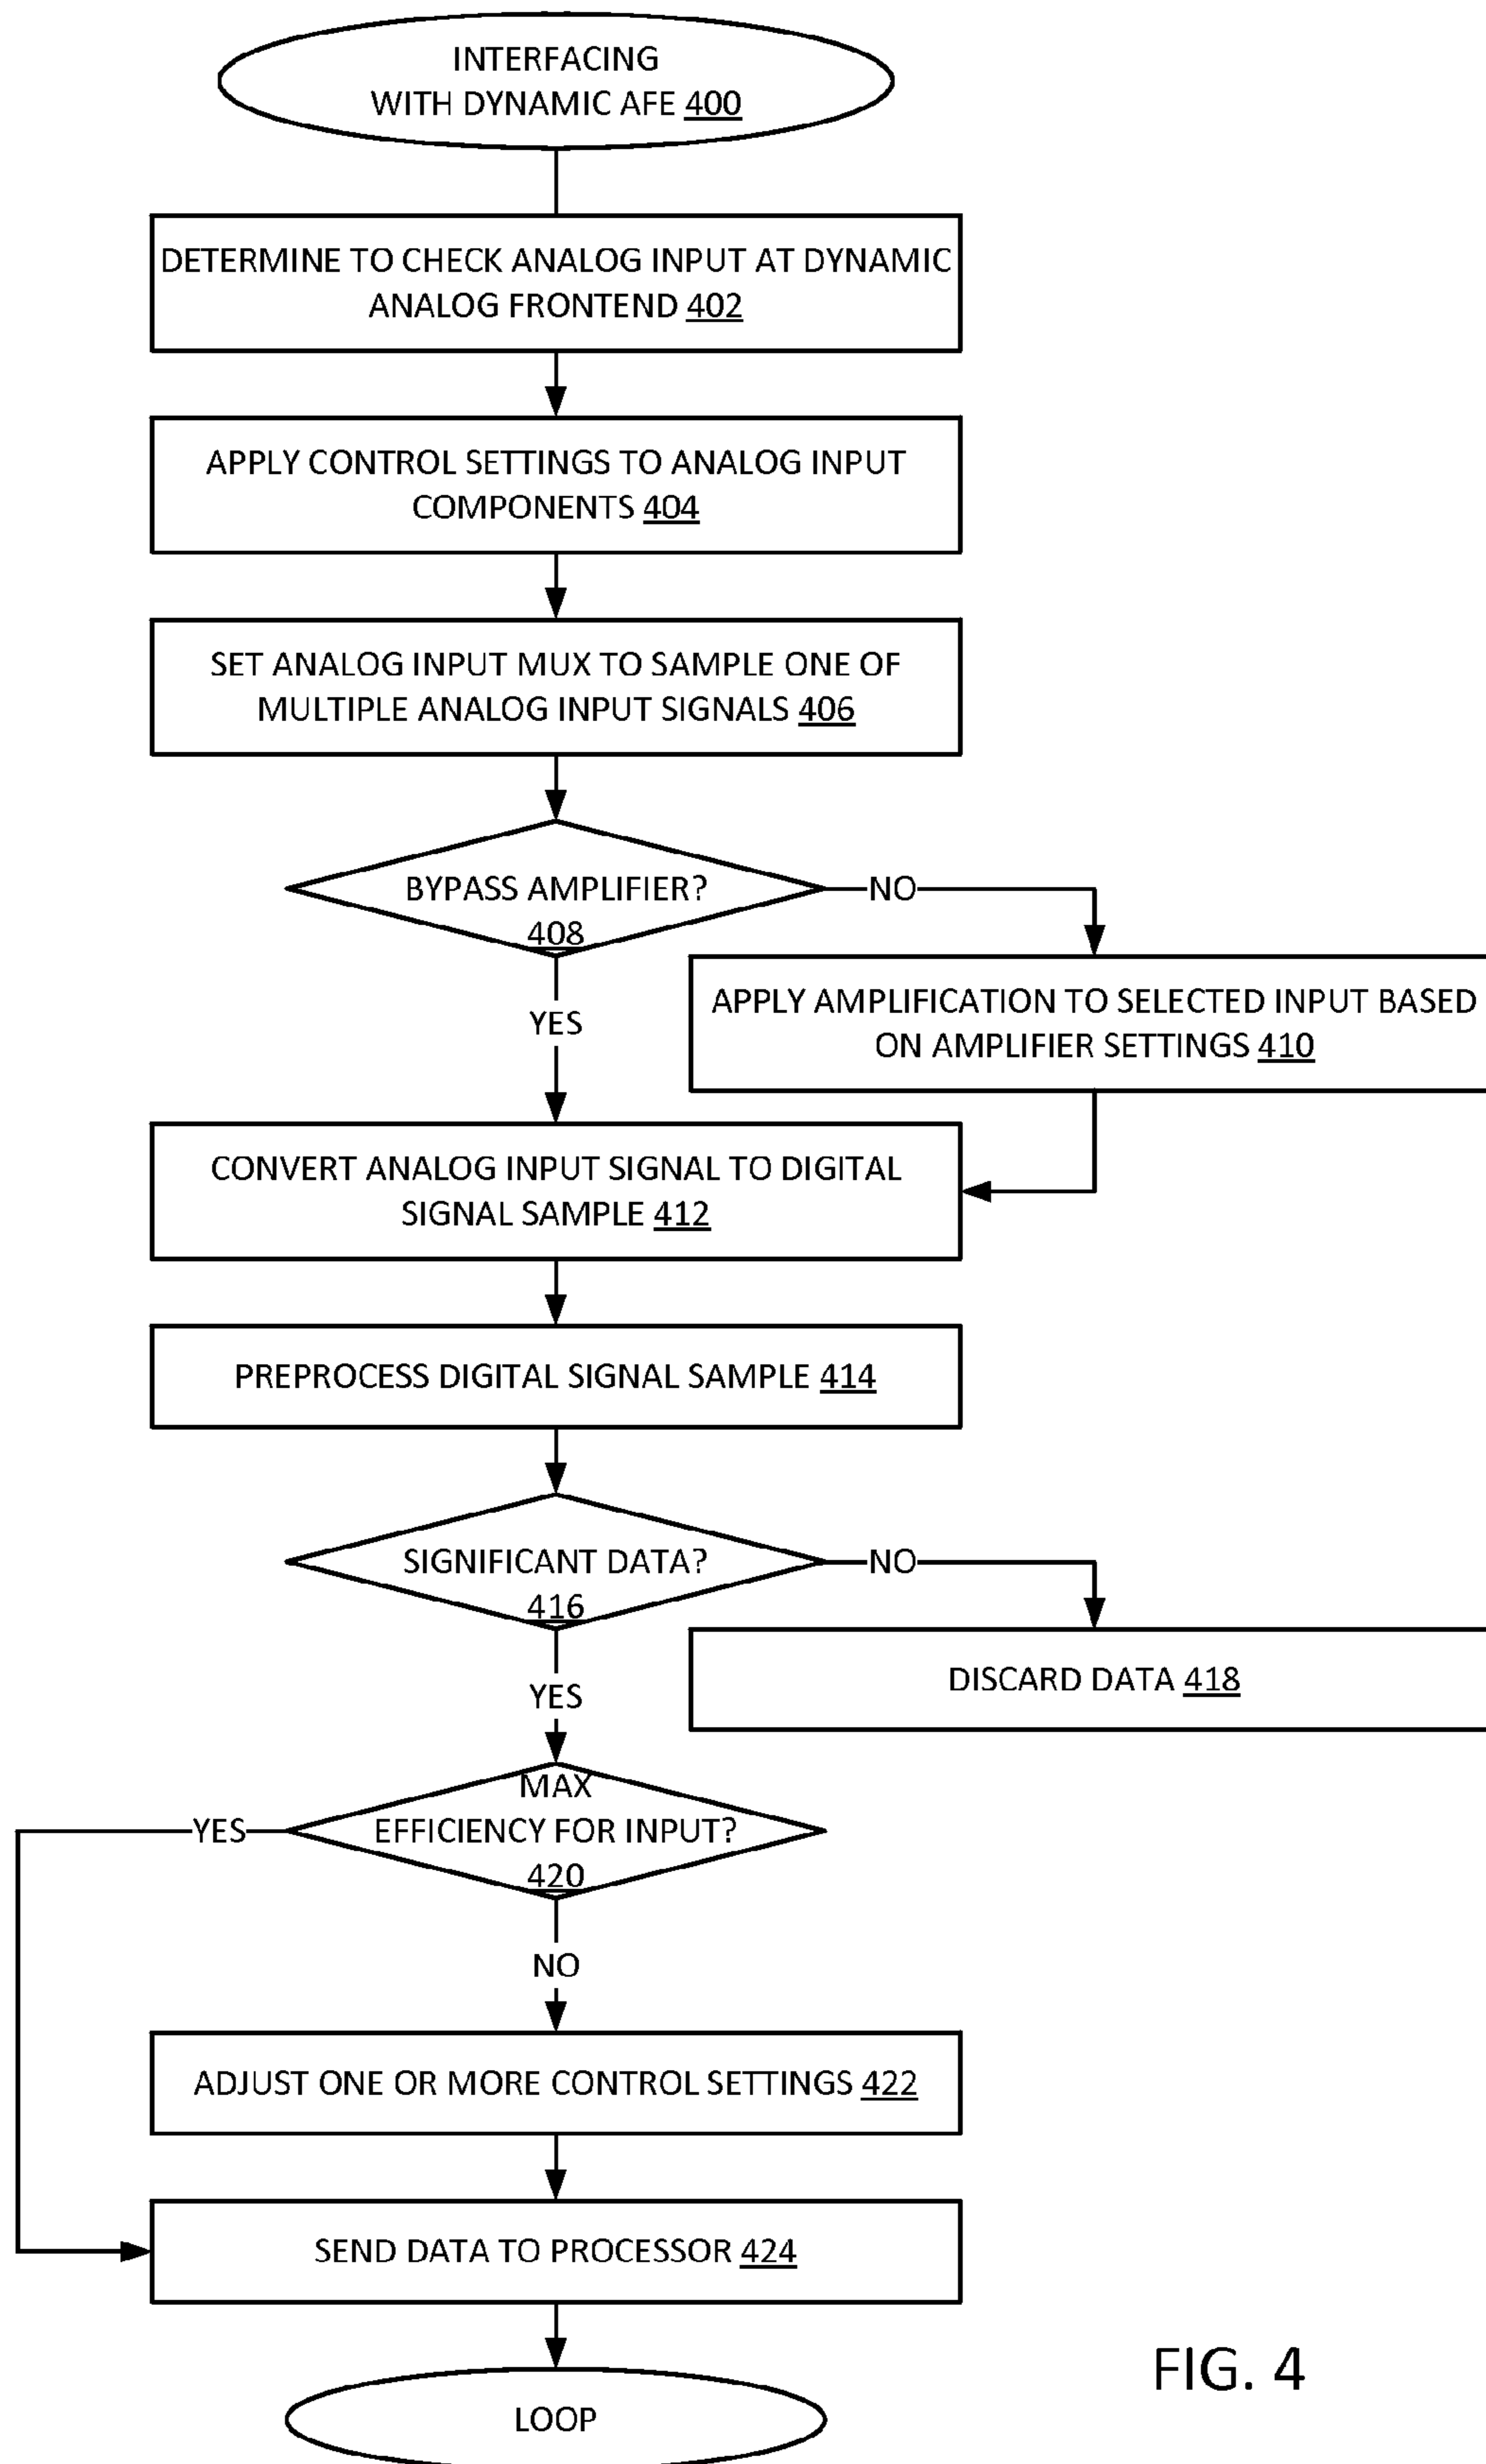 INTERFACING
WITH DYNAMIC AFE 400
DETERMINE TO CHECK ANALOG INPUT AT DYNAMIC
ANALOG FRONTEND 402
APPLY CONTROL SETTINGS TO ANALOG INPUT
COMPONENTS 404
SET ANALOG INPUT MUX TO SAMPLE ONE OF
MULTIPLE ANALOG INPUT SIGNALS 406
BYPASS AMPLIFIER?
408
NO
YES
APPLY AMPLIFICATION TO SELECTED INPUT BASED
ON AMPLIFIER SETTINGS 410
CONVERT ANALOG INPUT SIGNAL TO DIGITAL
SIGNAL SAMPLE 412
PREPROCESS DIGITAL SIGNAL SAMPLE 414
SIGNIFICANT DATA?
416
NO
YES
DISCARD DATA 418
MAX
EFFICIENCY FOR INPUT?
420
YES
NO
ADJUST ONE OR MORE CONTROL SETTINGS 422
SEND DATA TO PROCESSOR 424
LOOP
FIG. 4